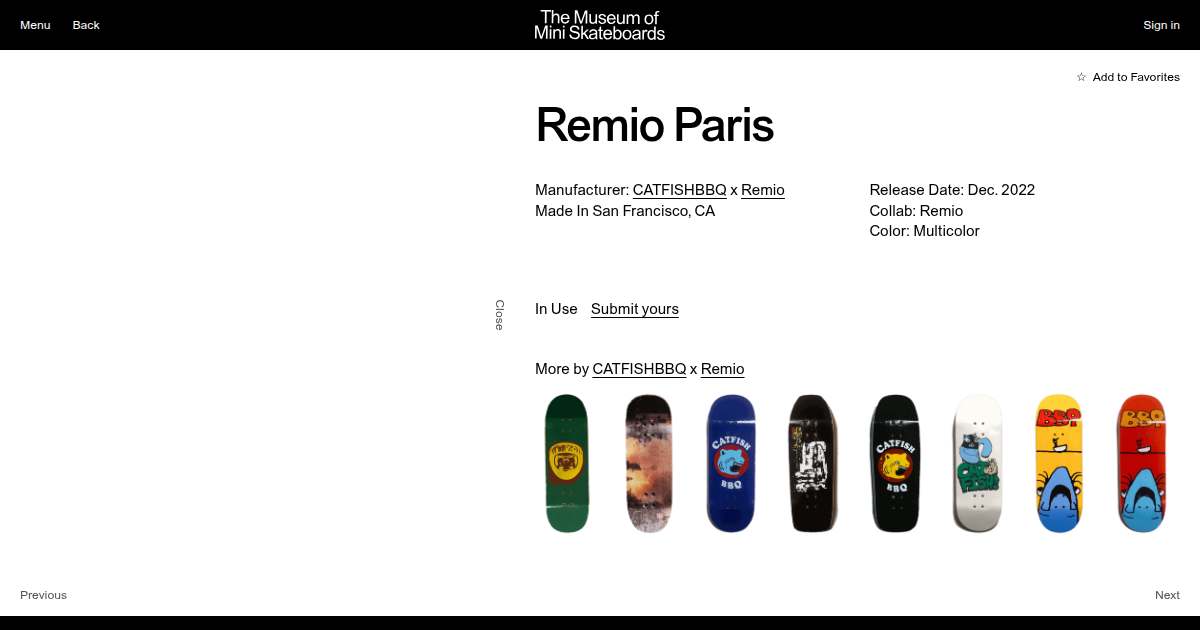 Menu
Back
The Museum of
Mini Skateboards
Sign in
☆ Add to Favorites
Remio Paris
Manufacturer: CATFISHBBQ x Remio
Made In San Francisco, CA
Release Date: Dec. 2022
Collab: Remio
Color: Multicolor
Close
In Use
Submit yours
More by CATFISHBBQ x Remio
CATFISH
BBQ
CATFISH
BBQ
BBQ
BBQ
Previous
Next